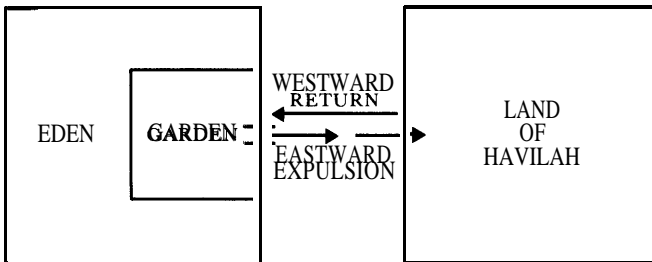 EDEN
GARDEN
WESTWARD
RETURN
EASTWARD
EXPULSION
LAND
OF
HAVILAH